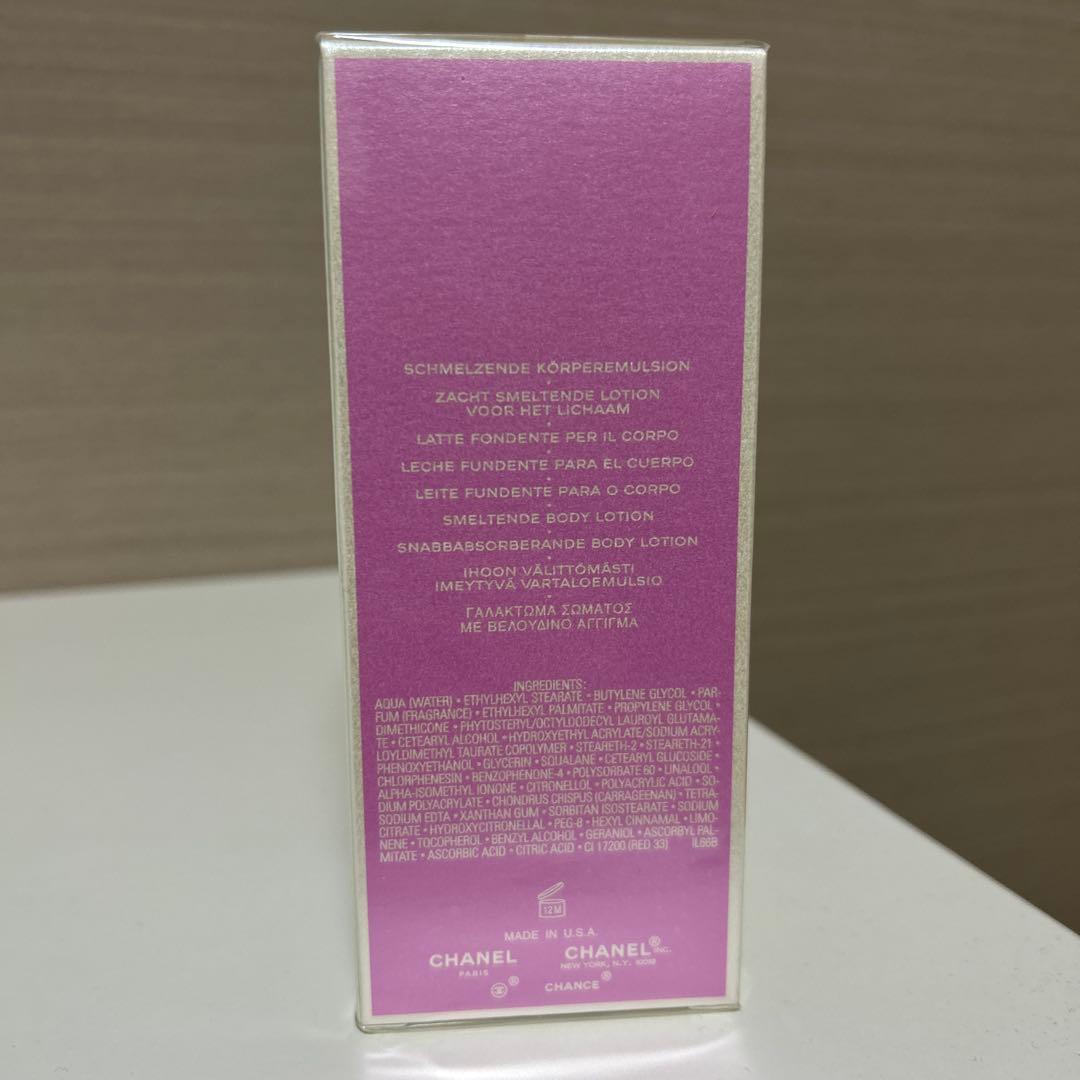 SCHMELZENDE KÖRPEREMULSION
ZACHT SMELTENDE LOTION
VOOR HET LICHAAM
LATTE FONDENTE PER IL CORPO
LECHE FUNDENTE PARA EL CUERPO
LEITE FUNDENTE PARA O CORPO
SMELTENDE BODY LOTION
SNABBABSORBERANDE BODY LOTION
IHOON VÄLITTÖMÄSTI
IMEYTYVÄ VARTALOEMULSIO
ΓΑΛΑΚΤΩΜΑ ΣΩΜΑΤΟΣ
ΜΕ ΒΕΛΟΥΔΙΝΟ ΑΓΓΙΓΜΑ
INGREDIENTS:
AQUA (WATER) • ETHYLHEXYL STEARATE • BUTYLENE GLYCOL • PAR-
FUM (FRAGRANCE) • ETHYLHEXYL PALMITATE • PROPYLENE GLYCOL •
DIMETHICONE • PHYTOSTERYL/OCTYLDODECYL LAUROYL GLUTAMA-
TE • CETEARYL ALCOHOL • HYDROXYETHYL ACRYLATE/SODIUM ACRY-
LOYLDIMETHYL TAURATE COPOLYMER • STEARETH-2 • STEARETH-21 •
PHENOXYETHANOL • GLYCERIN • SQUALANE • CETEARYL GLUCOSIDE •
CHLORPHENESIN • BENZOPHENONE-4 • POLYSORBATE 60 • LINALOOL •
ALPHA-ISOMETHYL IONONE • CITRONELLOL • POLYACRYLIC ACID • SO-
DIUM POLYACRYLATE • CHONDRUS CRISPUS (CARRAGEENAN) • TETRA-
SODIUM EDTA • XANTHAN GUM • SORBITAN ISOSTEARATE • SODIUM
CITRATE • HYDROXYCITRONELLAL • PEG-8 • HEXYL CINNAMAL • LIMO-
NENE • TOCOPHEROL • BENZYL ALCOHOL • GERANIOL • ASCORBYL PAL-
MITATE • ASCORBIC ACID • CITRIC ACID • CI 17200 (RED 33) IL66B
12M
MADE IN U.S.A.
CHANEL CHANEL® INC.
PARIS NEW YORK, N.Y. 10019
® CHANCE®